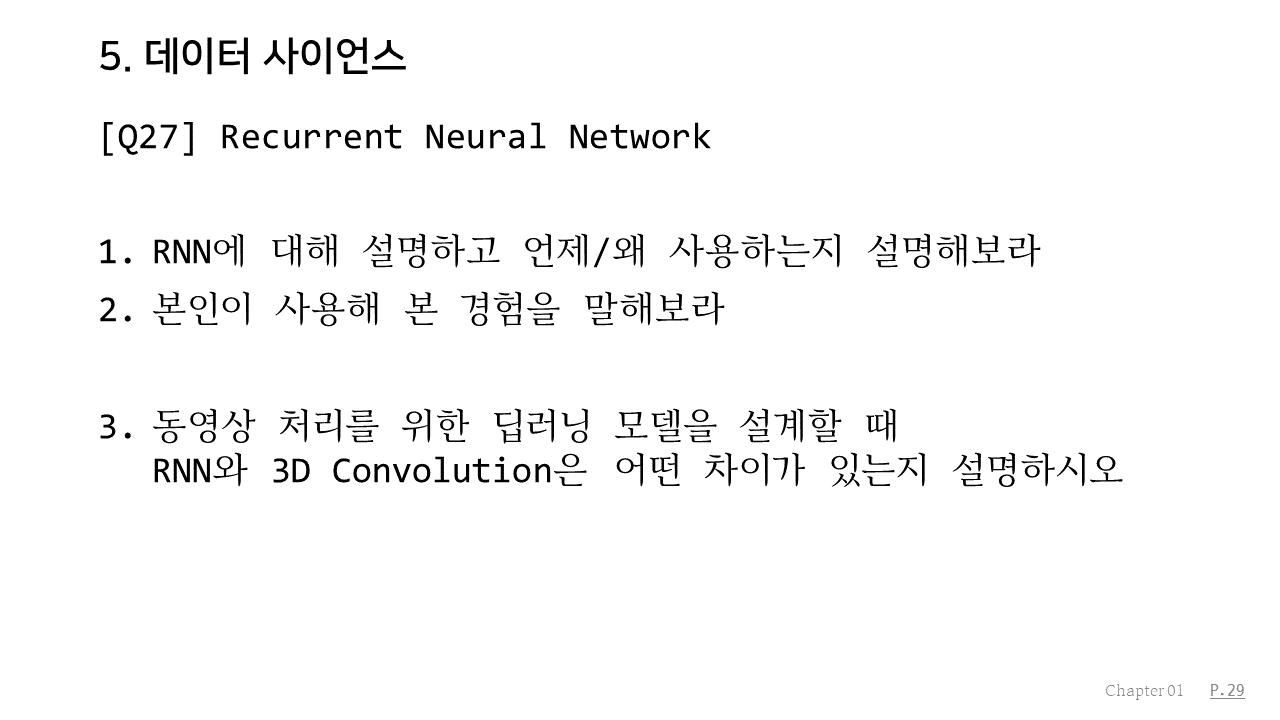 5. 데이터 사이언스
[Q27] Recurrent Neural Network
1. RNN에 대해 설명하고 언제/왜 사용하는지 설명해보라
2. 본인이 사용해 본 경험을 말해보라
3. 동영상 처리를 위한 딥러닝 모델을 설계할 때
RNN와 3D Convolution은 어떤 차이가 있는지 설명하시오
Chapter 01 P.29